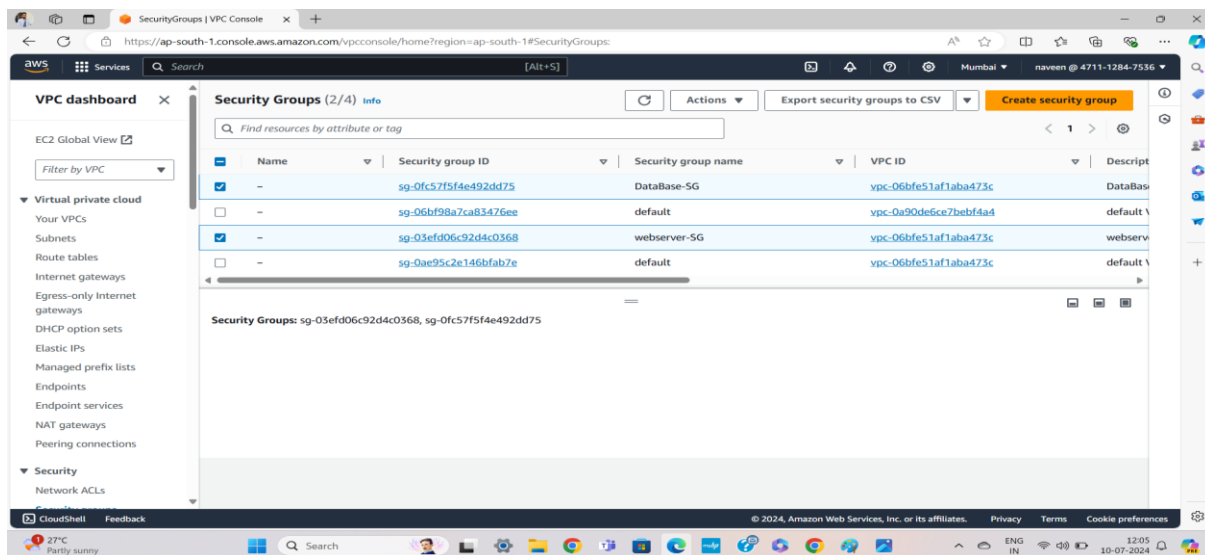 SecurityGroups | VPC Console
https://ap-south-1.console.aws.amazon.com/vpcconsole/home?region=ap-south-1#SecurityGroups:
aws Services Search [Alt+S] Mumbai naveen @ 4711-1284-7536
VPC dashboard
EC2 Global View
Filter by VPC
Virtual private cloud
Your VPCs
Subnets
Route tables
Internet gateways
Egress-only Internet
gateways
DHCP option sets
Elastic IPs
Managed prefix lists
Endpoints
Endpoint services
NAT gateways
Peering connections
Security
Network ACLs
Security Groups (2/4) Info
Actions Export security groups to CSV Create security group
Find resources by attribute or tag 1
Name Security group ID Security group name VPC ID Descript
– sg-0fc57f5f4e492dd75 DataBase-SG vpc-06bfe51af1aba473c DataBas
– sg-06bf98a7ca83476ee default vpc-0a90de6ce7bebf4a4 default
– sg-03efd06c92d4c0368 webserver-SG vpc-06bfe51af1aba473c webserv
– sg-0ae95c2e146bfab7e default vpc-06bfe51af1aba473c default
Security Groups: sg-03efd06c92d4c0368, sg-0fc57f5f4e492dd75
CloudShell Feedback © 2024, Amazon Web Services, Inc. or its affiliates. Privacy Terms Cookie preferences
1 27°C
Partly sunny
Search
ENG
IN
12:05
10-07-2024